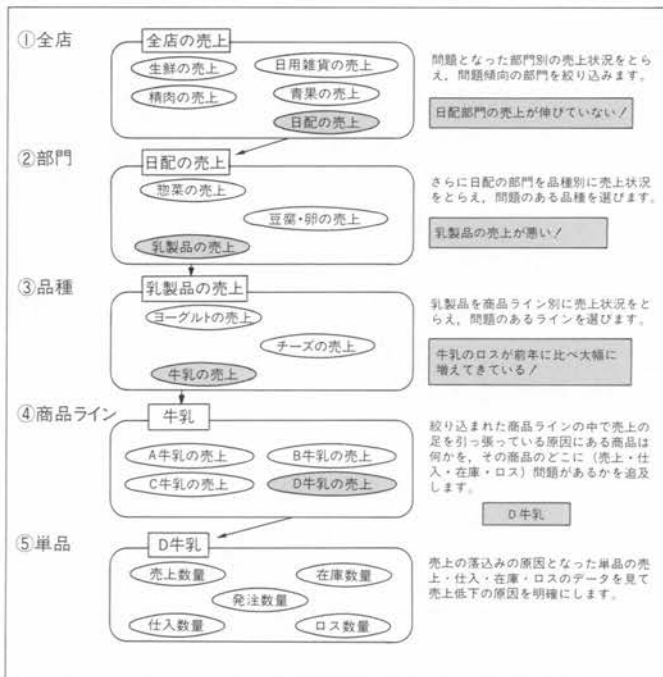 ①全店
全店の売上
生鮮の売上
日用雑貨の売上
精肉の売上
青果の売上
日配の売上
問題となった部門別の売上状況をとら
え，問題傾向の部門を絞り込みます。
日配部門の売上が伸びていない！
②部門
日配の売上
惣菜の売上
豆腐・卵の売上
乳製品の売上
さらに日配の部門を品種別に売上状況
をとらえ，問題のある品種を選びます。
乳製品の売上が悪い！
③品種
乳製品の売上
ヨーグルトの売上
チーズの売上
牛乳の売上
乳製品を商品ライン別に売上状況をと
らえ，問題のあるラインを選びます。
牛乳のロスが前年に比べ大幅に
増えてきている！
④商品ライン
牛乳
A牛乳の売上
B牛乳の売上
C牛乳の売上
D牛乳の売上
絞り込まれた商品ラインの中で売上の
足を引っ張っている原因にある商品は
何かを，その商品のどこに（売上・仕
入・在庫・ロス）問題があるかを追及
します。
D牛乳
⑤単品
D牛乳
売上数量
在庫数量
発注数量
仕入数量
ロス数量
売上の落込みの原因となった単品の売
上・仕入・在庫・ロスのデータを見て
売上低下の原因を明確にします。